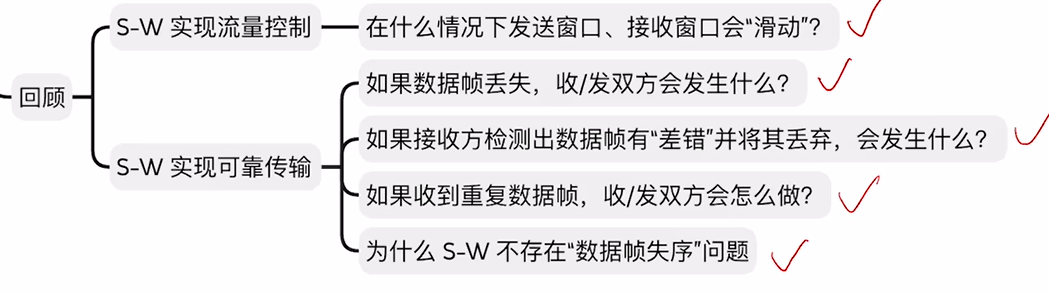 S-W 实现流量控制
在什么情况下发送窗口、接收窗口会“滑动”？
如果数据帧丢失，收/发双方会发生什么？
回顾
如果接收方检测出数据帧有“差错”并将其丢弃，会发生什么？
S-W 实现可靠传输
如果收到重复数据帧，收/发双方会怎么做？
为什么 S-W 不存在“数据帧失序”问题